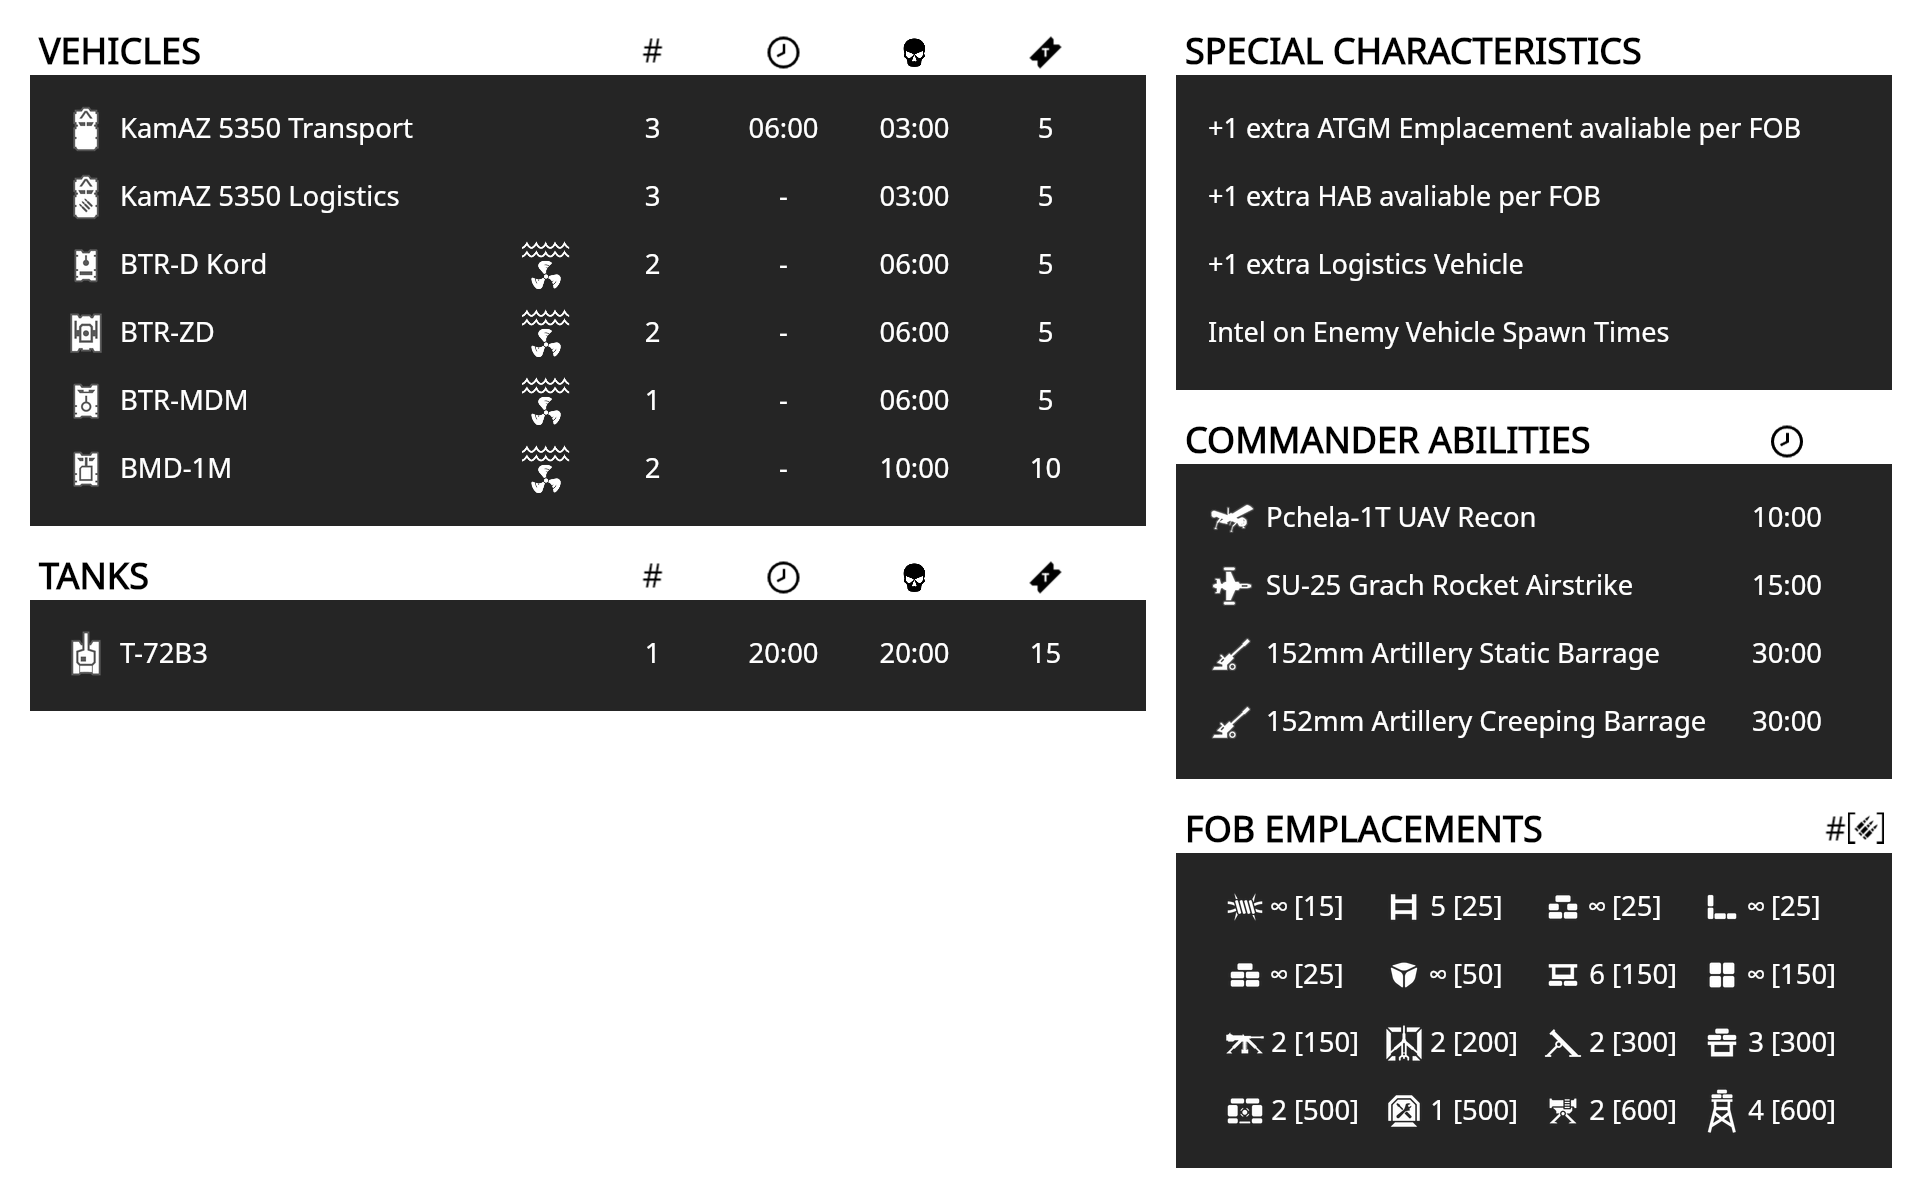 VEHICLES #
KamAZ 5350 Transport 3 06:00 03:00 5
KamAZ 5350 Logistics 3 - 03:00 5
BTR-D Kord 2 - 06:00 5
BTR-ZD 2 - 06:00 5
BTR-MDM 1 - 06:00 5
BMD-1M 2 - 10:00 10
TANKS #
T-72B3 1 20:00 20:00 15
SPECIAL CHARACTERISTICS
+1 extra ATGM Emplacement avaliable per FOB
+1 extra HAB avaliable per FOB
+1 extra Logistics Vehicle
Intel on Enemy Vehicle Spawn Times
COMMANDER ABILITIES
Pchela-1T UAV Recon 10:00
SU-25 Grach Rocket Airstrike 15:00
152mm Artillery Static Barrage 30:00
152mm Artillery Creeping Barrage 30:00
FOB EMPLACEMENTS #[]
∞ [15] 5 [25] ∞ [25] ∞ [25]
∞ [25] ∞ [50] 6 [150] ∞ [150]
2 [150] 2 [200] 2 [300] 3 [300]
2 [500] 1 [500] 2 [600] 4 [600]